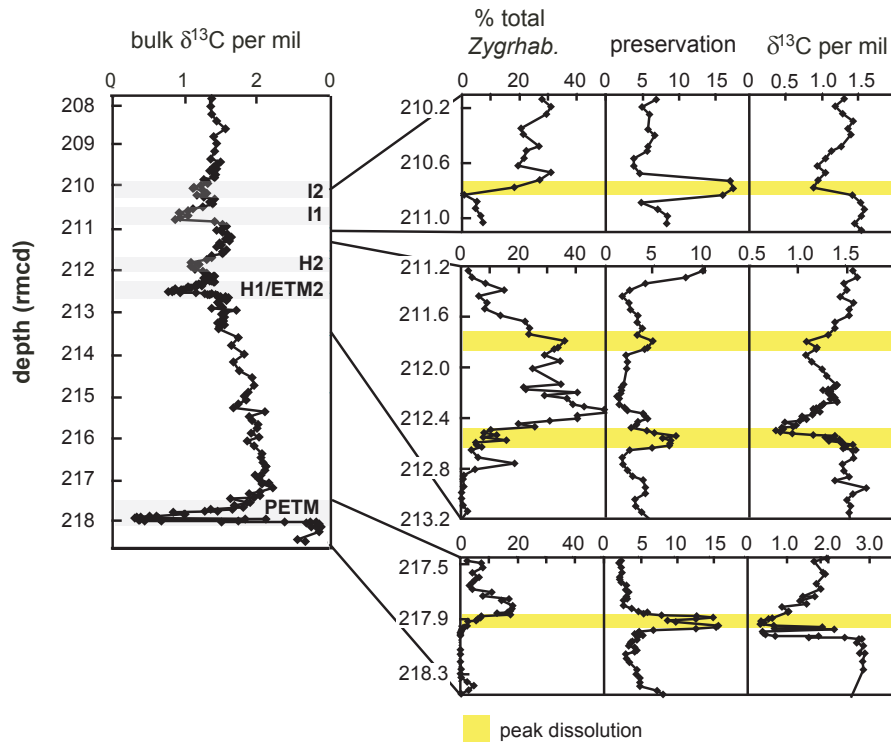 bulk δ13C per mil
0 1 2 0
depth (rmcd)
208
209
210
211
212
213
214
215
216
217
218
I2
I1
H2
H1/ETM2
PETM
% total
Zygrhab.
preservation
δ13C per mil
0 20 40 0 5 10 15 0 0.5 1.0 1.5
210.2
210.6
211.0
0 20 40 0 5 10 0.5 1.0 1.5
211.2
211.6
212.0
212.4
212.8
213.2
0 20 40 0 5 10 15 0 1.0 2.0 3.0
217.5
217.9
218.3
peak dissolution